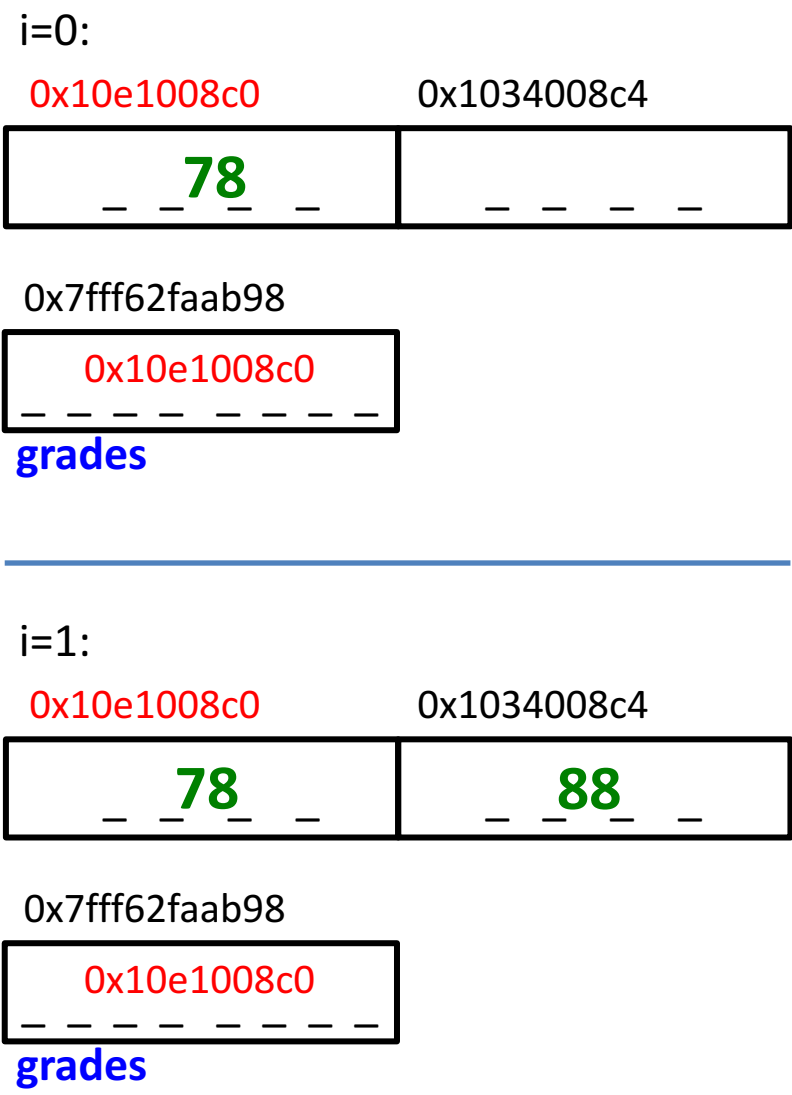 i=0:
0x10e1008c0 0x1034008c4
78
_ _ _ _ _ _ _ _
0x7fff62faab98
0x10e1008c0
_ _ _ _ _ _ _ _
grades
i=1:
0x10e1008c0 0x1034008c4
78 88
_ _ _ _ _ _ _ _
0x7fff62faab98
0x10e1008c0
_ _ _ _ _ _ _ _
grades